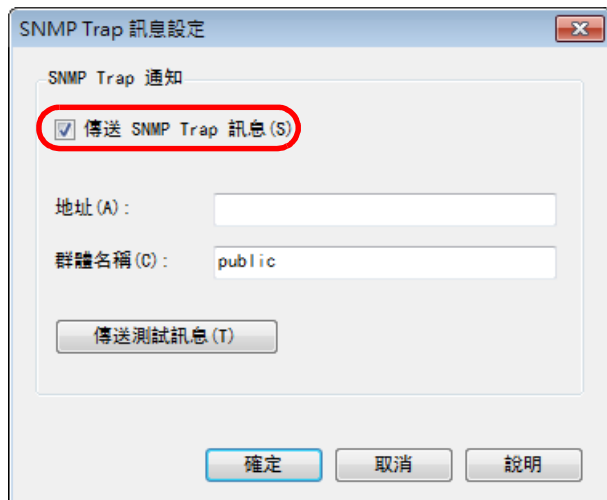 SNMP Trap 訊息設定
SNMP Trap 通知
傳送 SNMP Trap 訊息(S)
地址(A):
群體名稱(C): public
傳送測試訊息(T)
確定 取消 說明